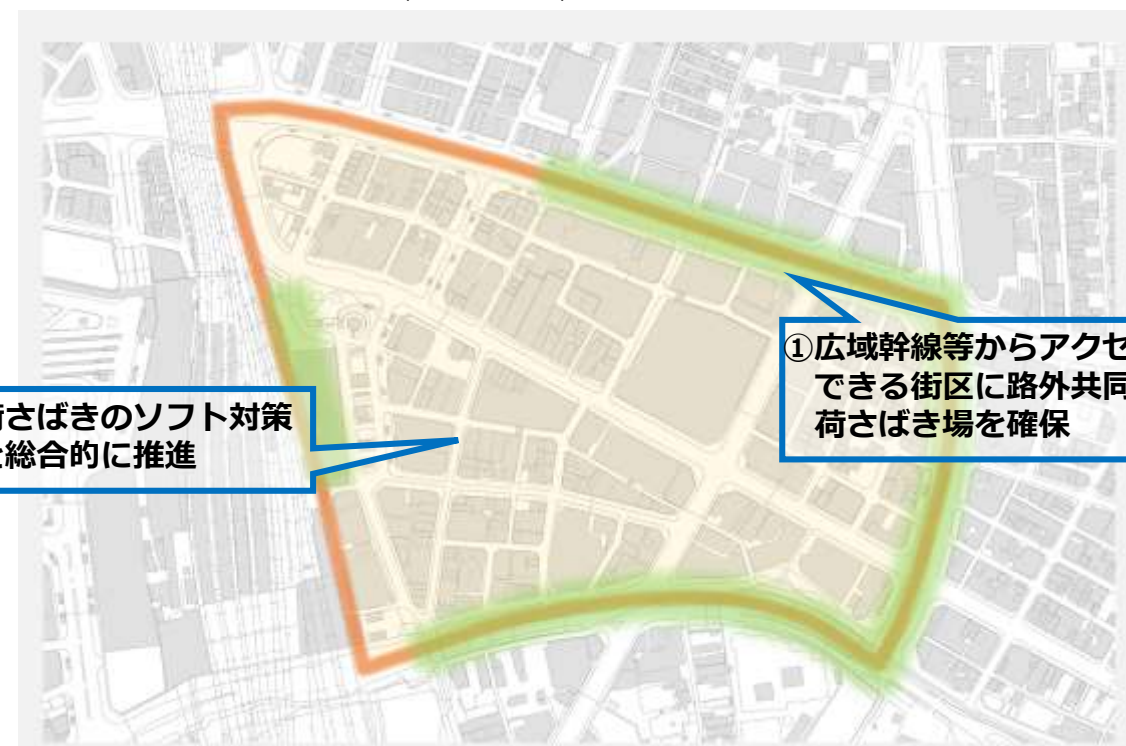 ①広域幹線等からアクセ
できる街区に路外共同
荷さばき場を確保
荷さばきのソフト対策
総合的に推進